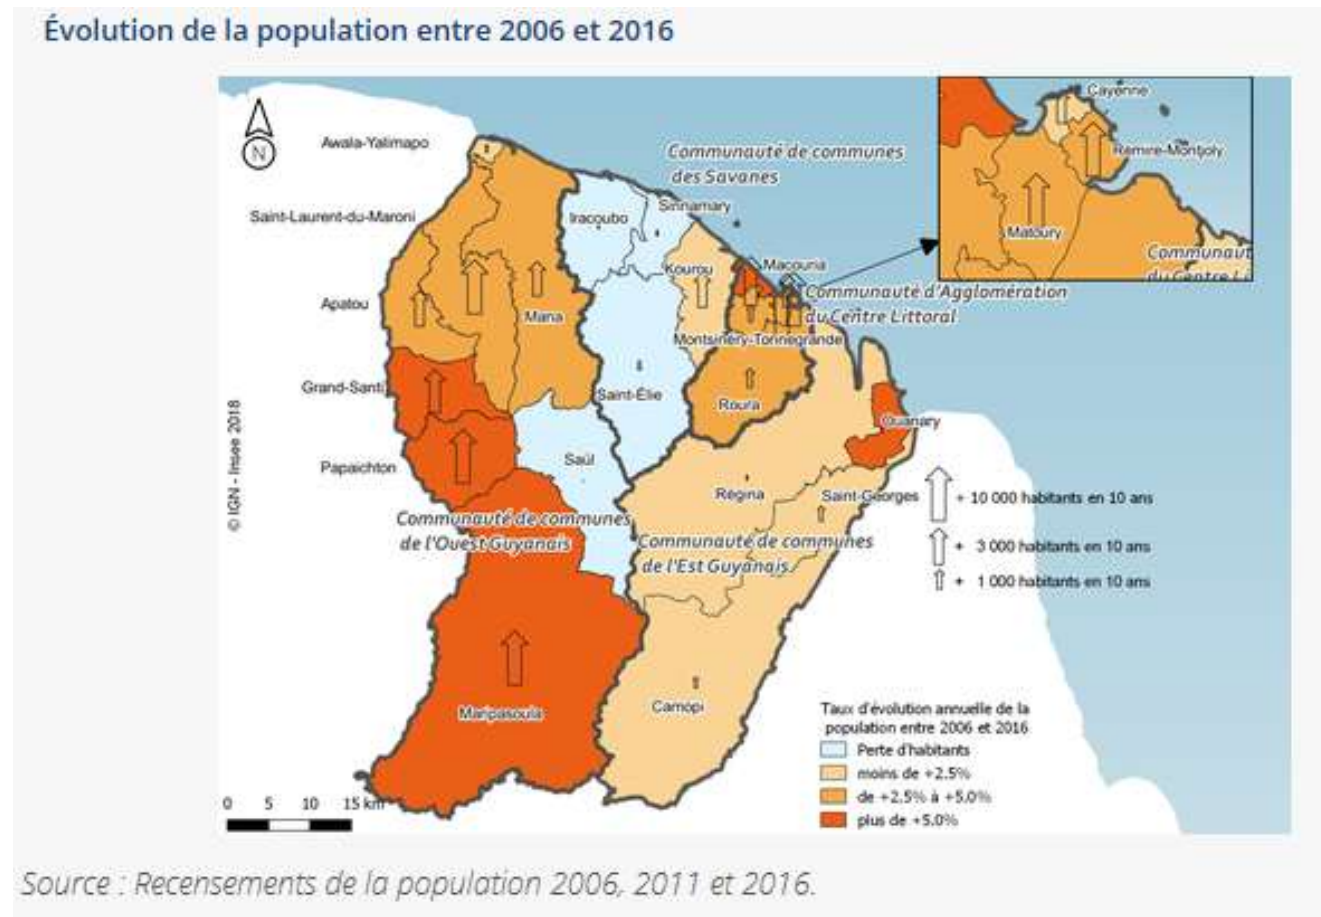 Évolution de la population entre 2006 et 2016
Cayenne
Rémire-Montjoly
Matoury
Communaut
du Centre Li
N
Awala-Yalimapo
Communauté de communes
des Savanes
Saint-Laurent-du-Maroni
Iracoubo
Sinnamary
Kourou
Macouria
Apatou
Mana
Communauté d'Agglomération
du Centre Littoral
Montsinéry-Tonnegrande
Grand-Santi
Saint-Élie
Roura
Ouanary
Papaichton
Saül
Régina
Saint-Georges
+ 10 000 habitants en 10 ans
Communauté de communes
de l'Ouest Guyanais
Communauté de communes
de l'Est Guyanais
+ 3 000 habitants en 10 ans
+ 1 000 habitants en 10 ans
© IGN - Insee 2018
Maripasoula
Camopi
Taux d'évolution annuelle de la
population entre 2006 et 2016
Perte d'habitants
moins de +2.5%
de +2.5% à +5.0%
plus de +5.0%
0 5 10 15 km
Source : Recensements de la population 2006, 2011 et 2016.